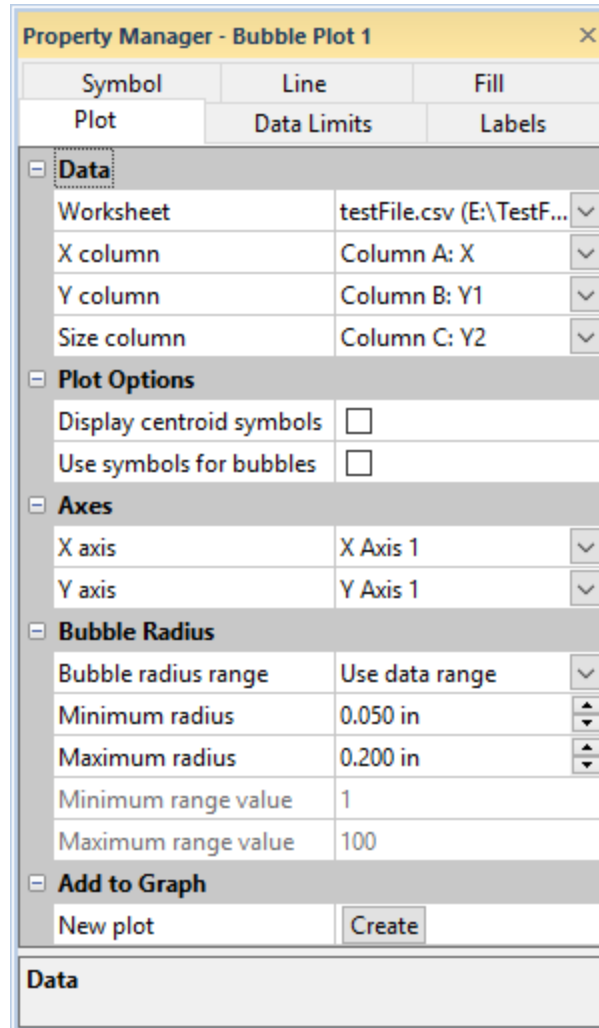 Property Manager - Bubble Plot 1
Symbol Line Fill
Plot Data Limits Labels
Data
Worksheet testFile.csv (E:\TestF...
X column Column A: X
Y column Column B: Y1
Size column Column C: Y2
Plot Options
Display centroid symbols
Use symbols for bubbles
Axes
X axis X Axis 1
Y axis Y Axis 1
Bubble Radius
Bubble radius range Use data range
Minimum radius 0.050 in
Maximum radius 0.200 in
Minimum range value 1
Maximum range value 100
Add to Graph
New plot Create
Data